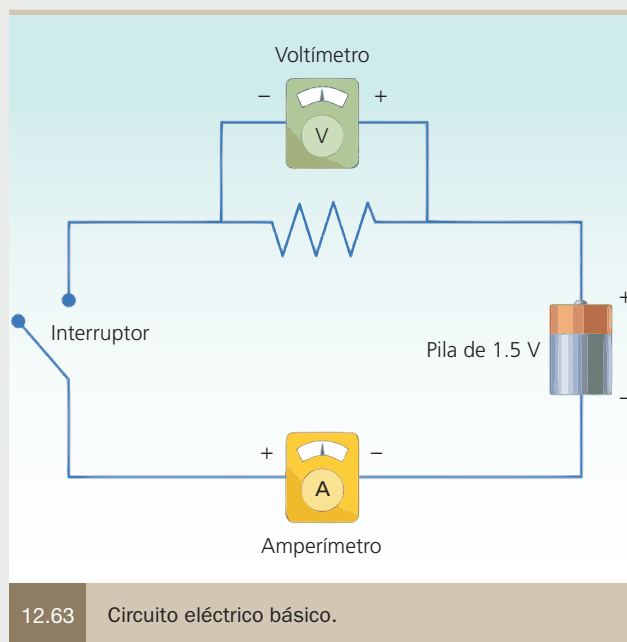 Voltímetro
− +
V
Interruptor
+
Pila de 1.5 V
−
+ −
A
Amperímetro
12.63 Circuito eléctrico básico.